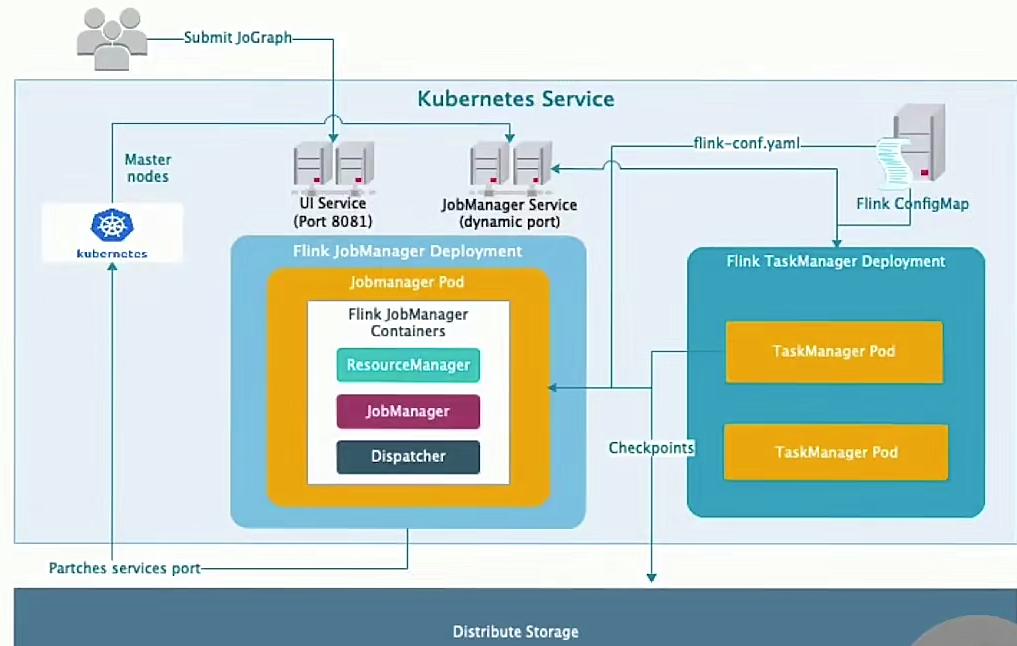 Submit JoGraph
Kubernetes Service
flink-conf.yaml
Master
nodes
UI Service
(Port 8081)
JobManager Service
(dynamic port)
Flink ConfigMap
kubernetes
Flink JobManager Deployment
Flink TaskManager Deployment
Jobmanager Pod
Flink JobManager
Containers
ResourceManager
JobManager
Dispatcher
TaskManager Pod
Checkpoints
TaskManager Pod
Partches services port
Distribute Storage